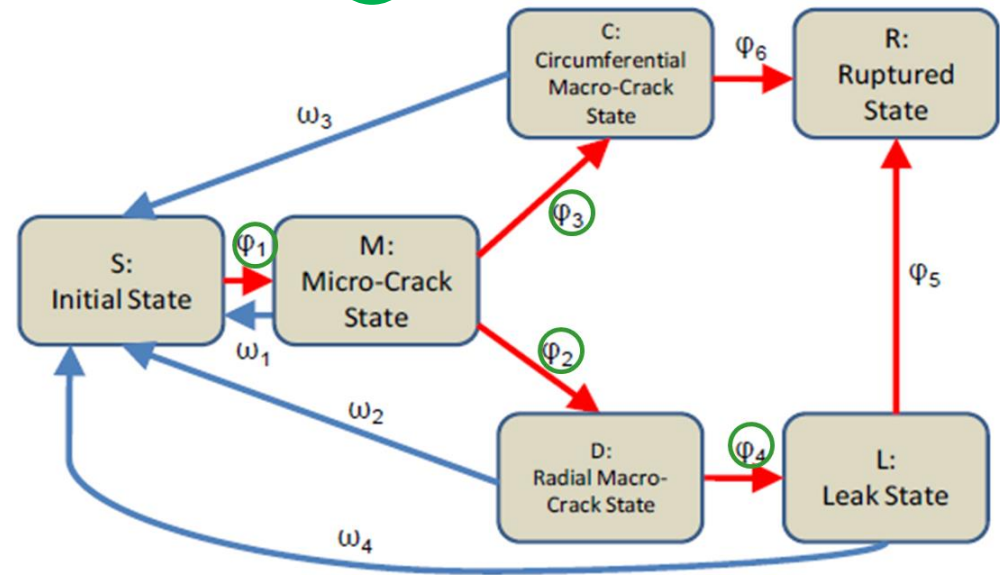 C:
Circumferential
Macro-Crack
State
φ6
R:
Ruptured
State
ω3
S:
Initial State
φ1
M:
Micro-Crack
State
φ3
ω1
φ2
φ5
ω2
D:
Radial Macro-
Crack State
φ4
L:
Leak State
ω4